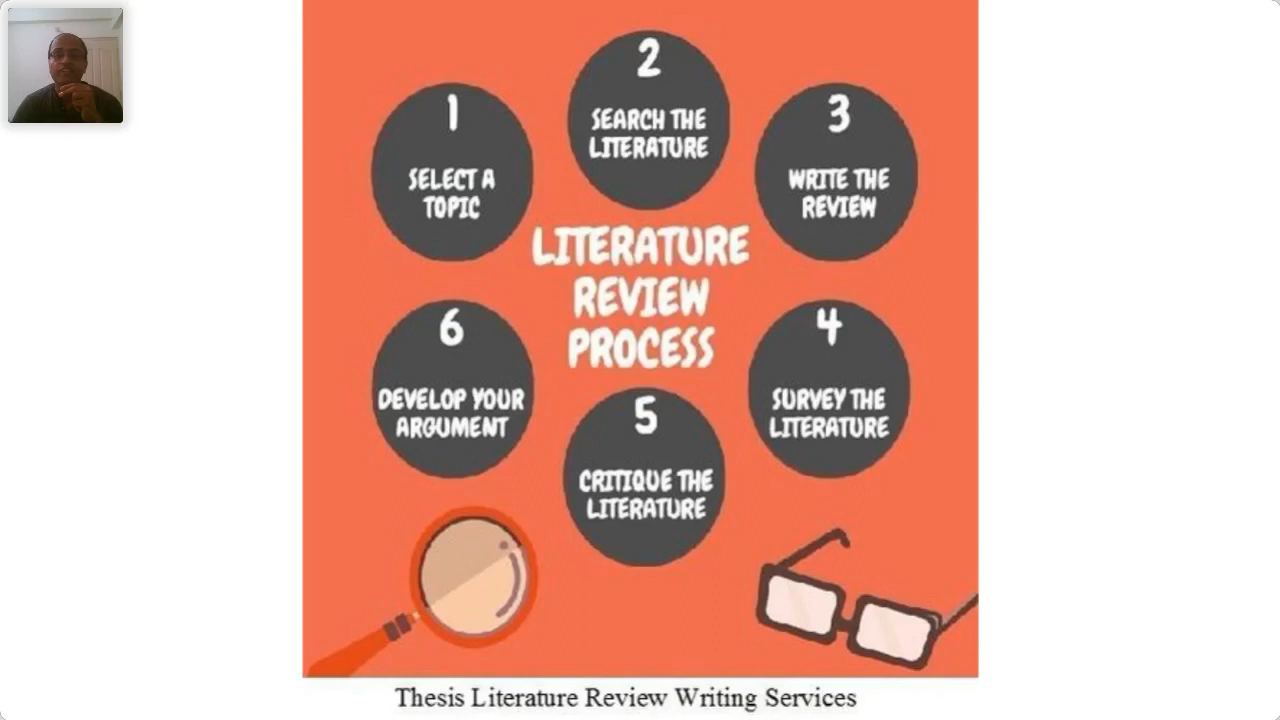 1
SELECT A
TOPIC
2
SEARCH THE
LITERATURE
3
WRITE THE
REVIEW
LITERATURE
REVIEW
PROCESS
4
SURVEY THE
LITERATURE
5
CRITIQUE THE
LITERATURE
6
DEVELOP YOUR
ARGUMENT
Thesis Literature Review Writing Services